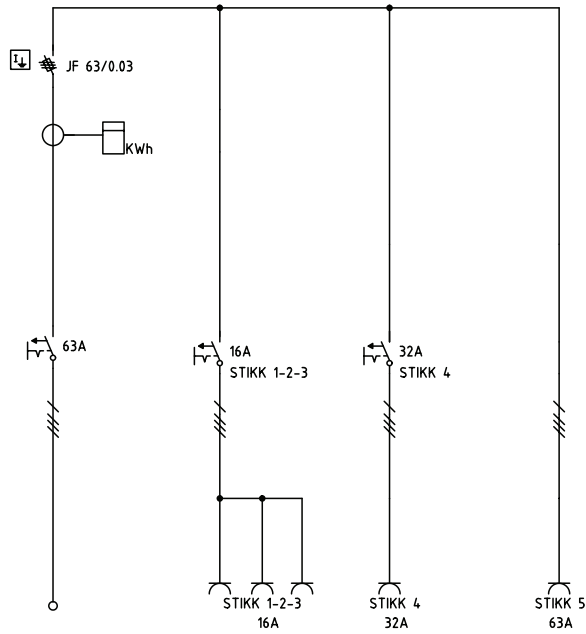 I
JF 63/0.03
KWh
63A
16A
STIKK 1-2-3
32A
STIKK 4
STIKK 1-2-3
16A
STIKK 4
32A
STIKK 5
63A